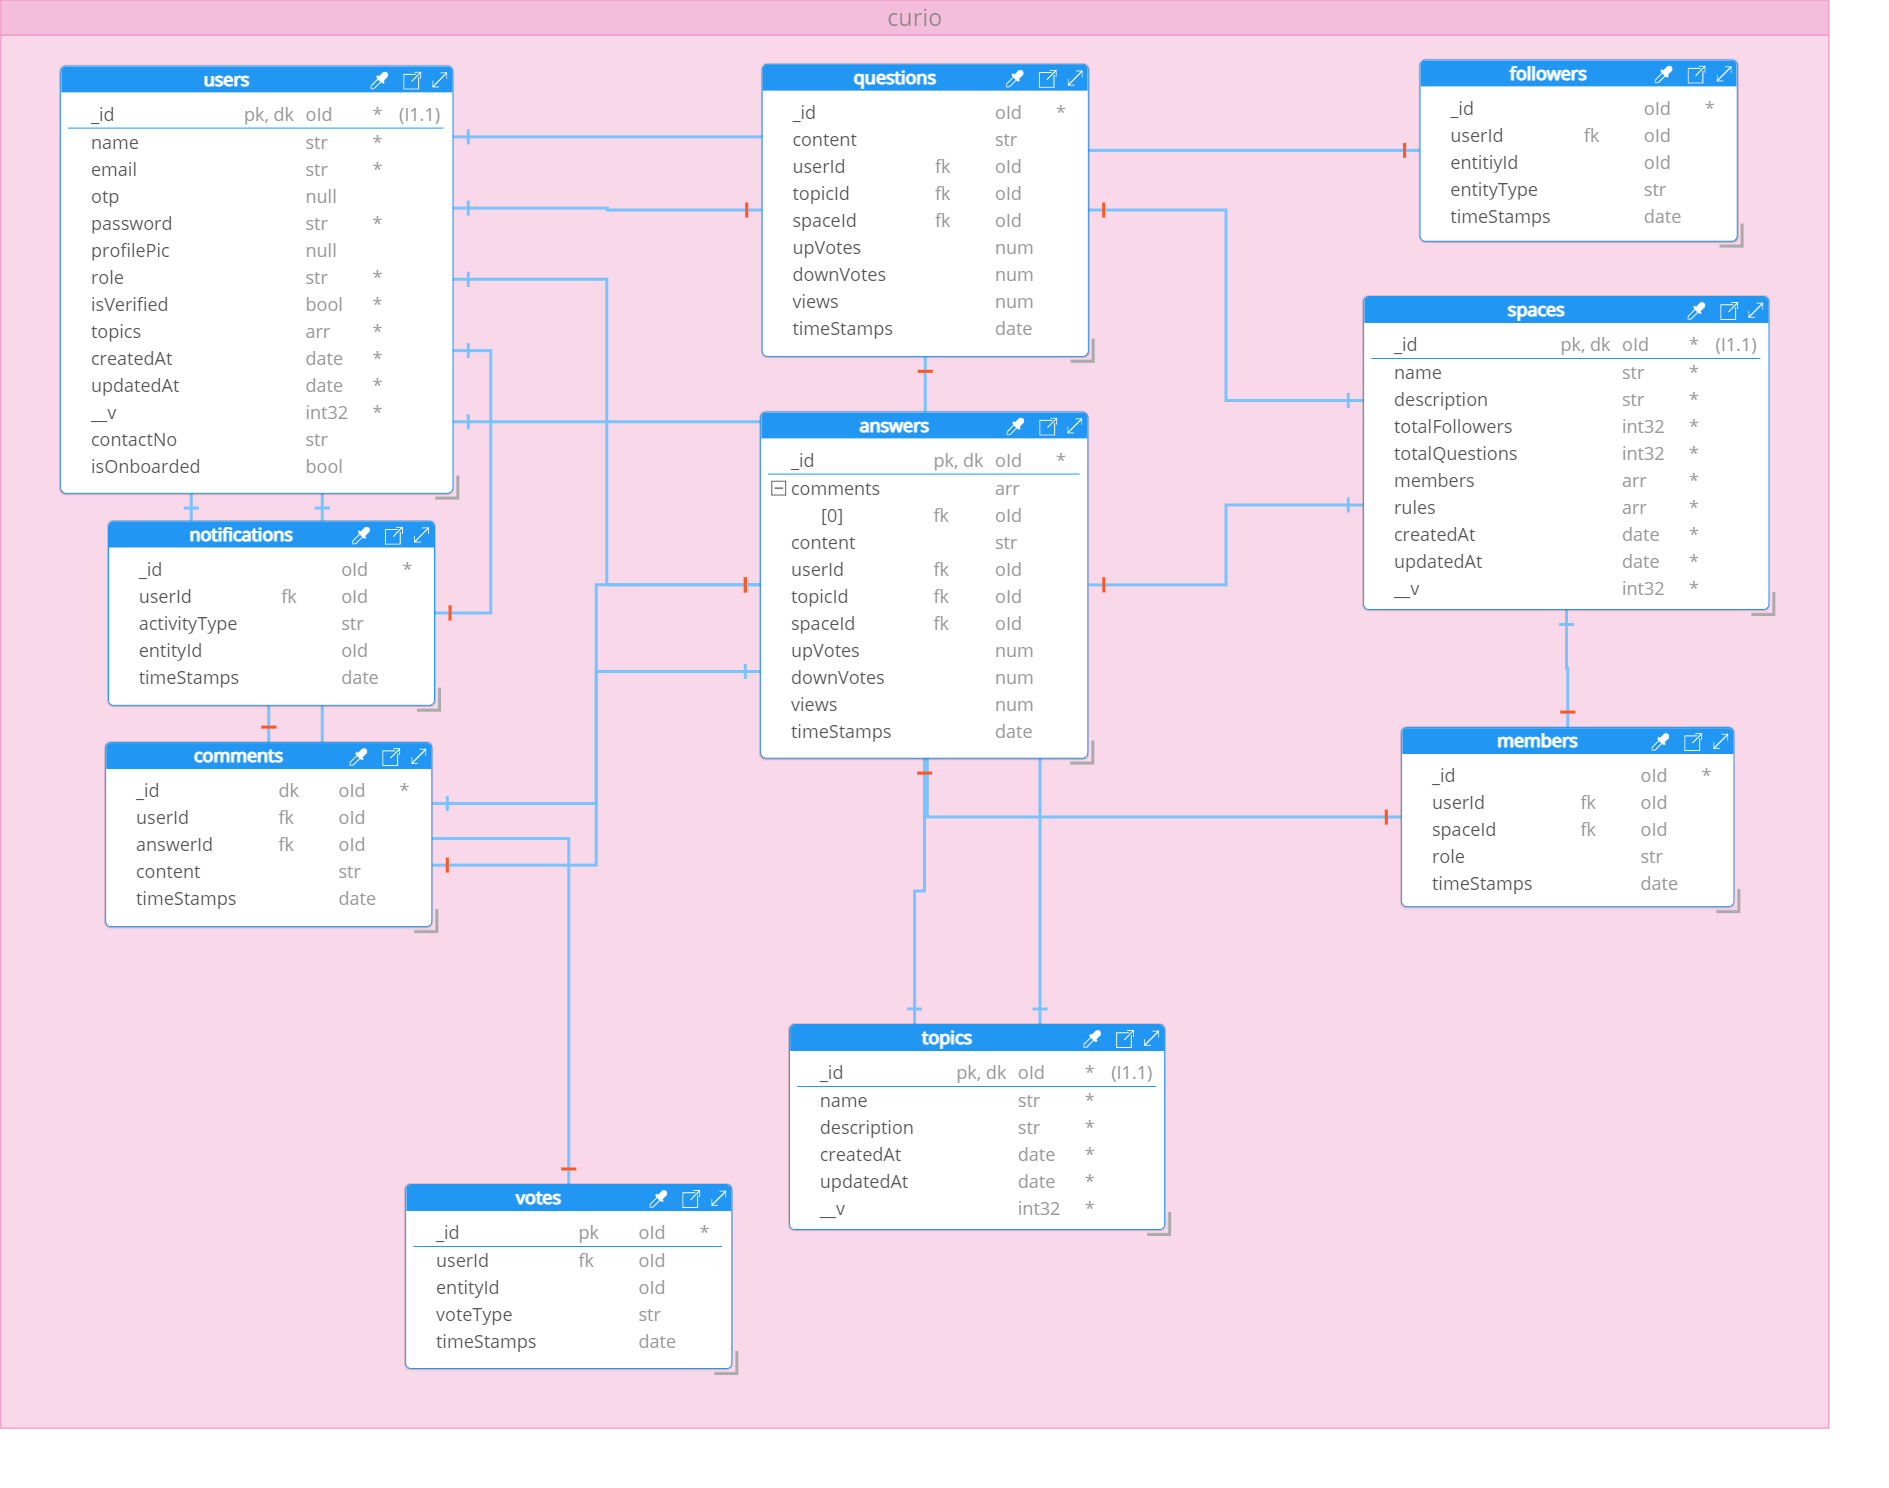 curio
users
_id pk, dk oId * (I1.1)
name str *
email str *
otp null
password str *
profilePic null
role str *
isVerified bool *
topics arr *
createdAt date *
updatedAt date *
__v int32 *
contactNo str
isOnboarded bool
questions
_id oId *
content str
userId fk oId
topicId fk oId
spaceId fk oId
upVotes num
downVotes num
views num
timeStamps date
followers
_id oId *
userId fk oId
entitiyId oId
entityType str
timeStamps date
spaces
_id pk, dk oId * (I1.1)
name str *
description str *
totalFollowers int32 *
totalQuestions int32 *
members arr *
rules arr *
createdAt date *
updatedAt date *
__v int32 *
answers
_id pk, dk oId *
comments arr
[0] fk oId
content str
userId fk oId
topicId fk oId
spaceId fk oId
upVotes num
downVotes num
views num
timeStamps date
notifications
_id oId *
userId fk oId
activityType str
entityId oId
timeStamps date
comments
_id dk oId *
userId fk oId
answerId fk oId
content str
timeStamps date
members
_id oId *
userId fk oId
spaceId fk oId
role str
timeStamps date
topics
_id pk, dk oId * (I1.1)
name str *
description str *
createdAt date *
updatedAt date *
__v int32 *
votes
_id pk oId *
userId fk oId
entityId oId
voteType str
timeStamps date